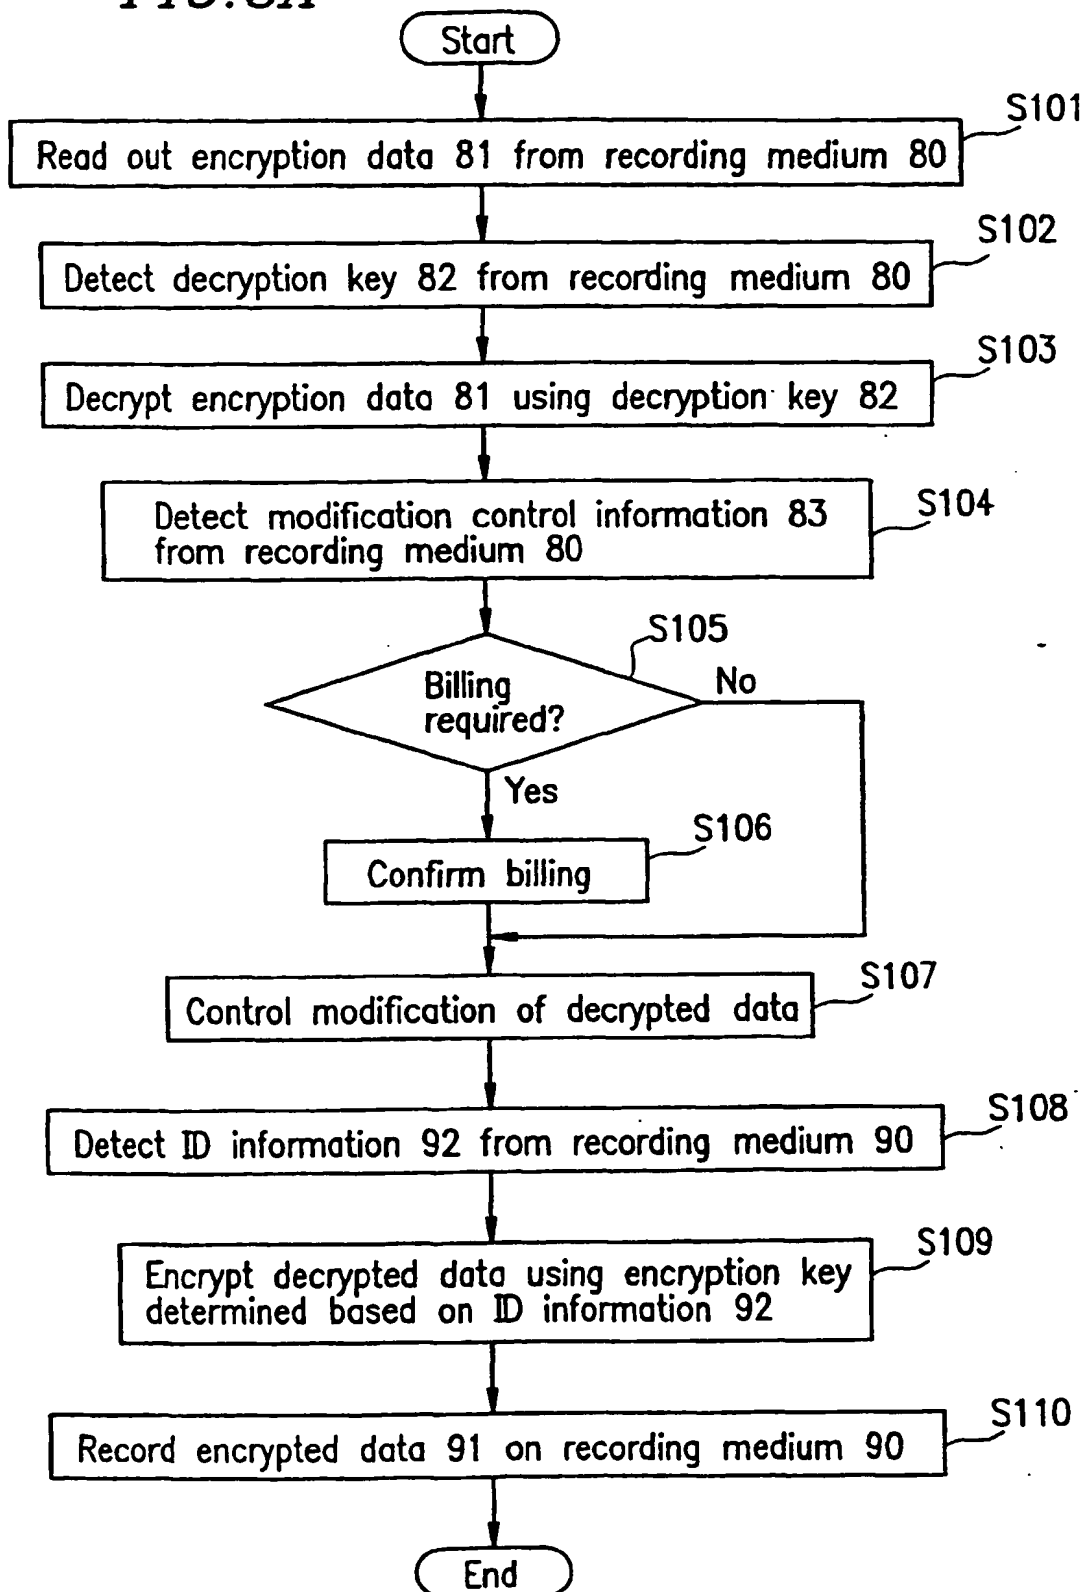 Start
S101
Read out encryption data 81 from recording medium 80
S102
Detect decryption key 82 from recording medium 80
S103
Decrypt encryption data 81 using decryption key 82
S104
Detect modification control information 83
from recording medium 80
S105
Billing
required?
No
Yes
S106
Confirm billing
S107
Control modification of decrypted data
S108
Detect ID information 92 from recording medium 90
S109
Encrypt decrypted data using encryption key
determined based on ID information 92
S110
Record encrypted data 91 on recording medium 90
End